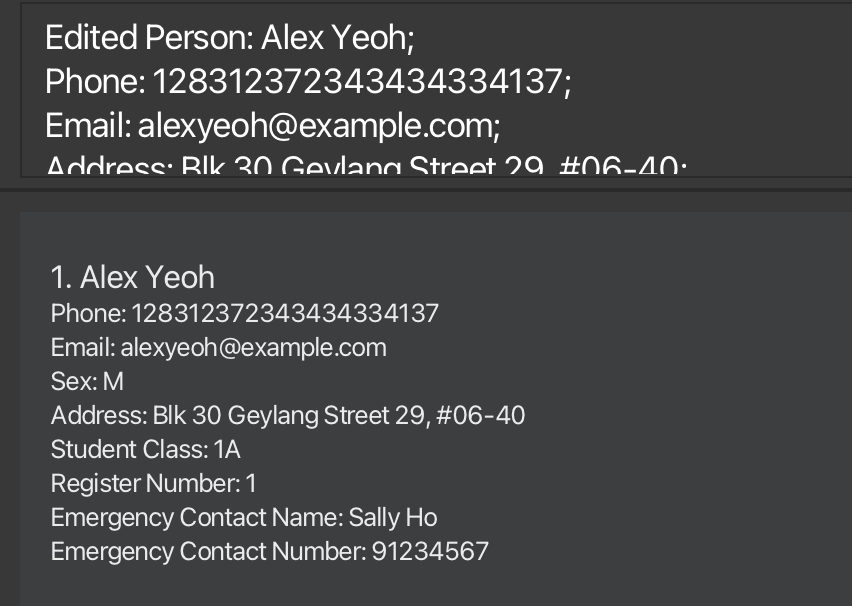 Edited Person: Alex Yeoh;
Phone: 128312372343434334137;
Email: alexyeoh@example.com;
Address: Blk 30 Geylang Street 29, #06-40;
1. Alex Yeoh
Phone: 128312372343434334137
Email: alexyeoh@example.com
Sex: M
Address: Blk 30 Geylang Street 29, #06-40
Student Class: 1A
Register Number: 1
Emergency Contact Name: Sally Ho
Emergency Contact Number: 91234567